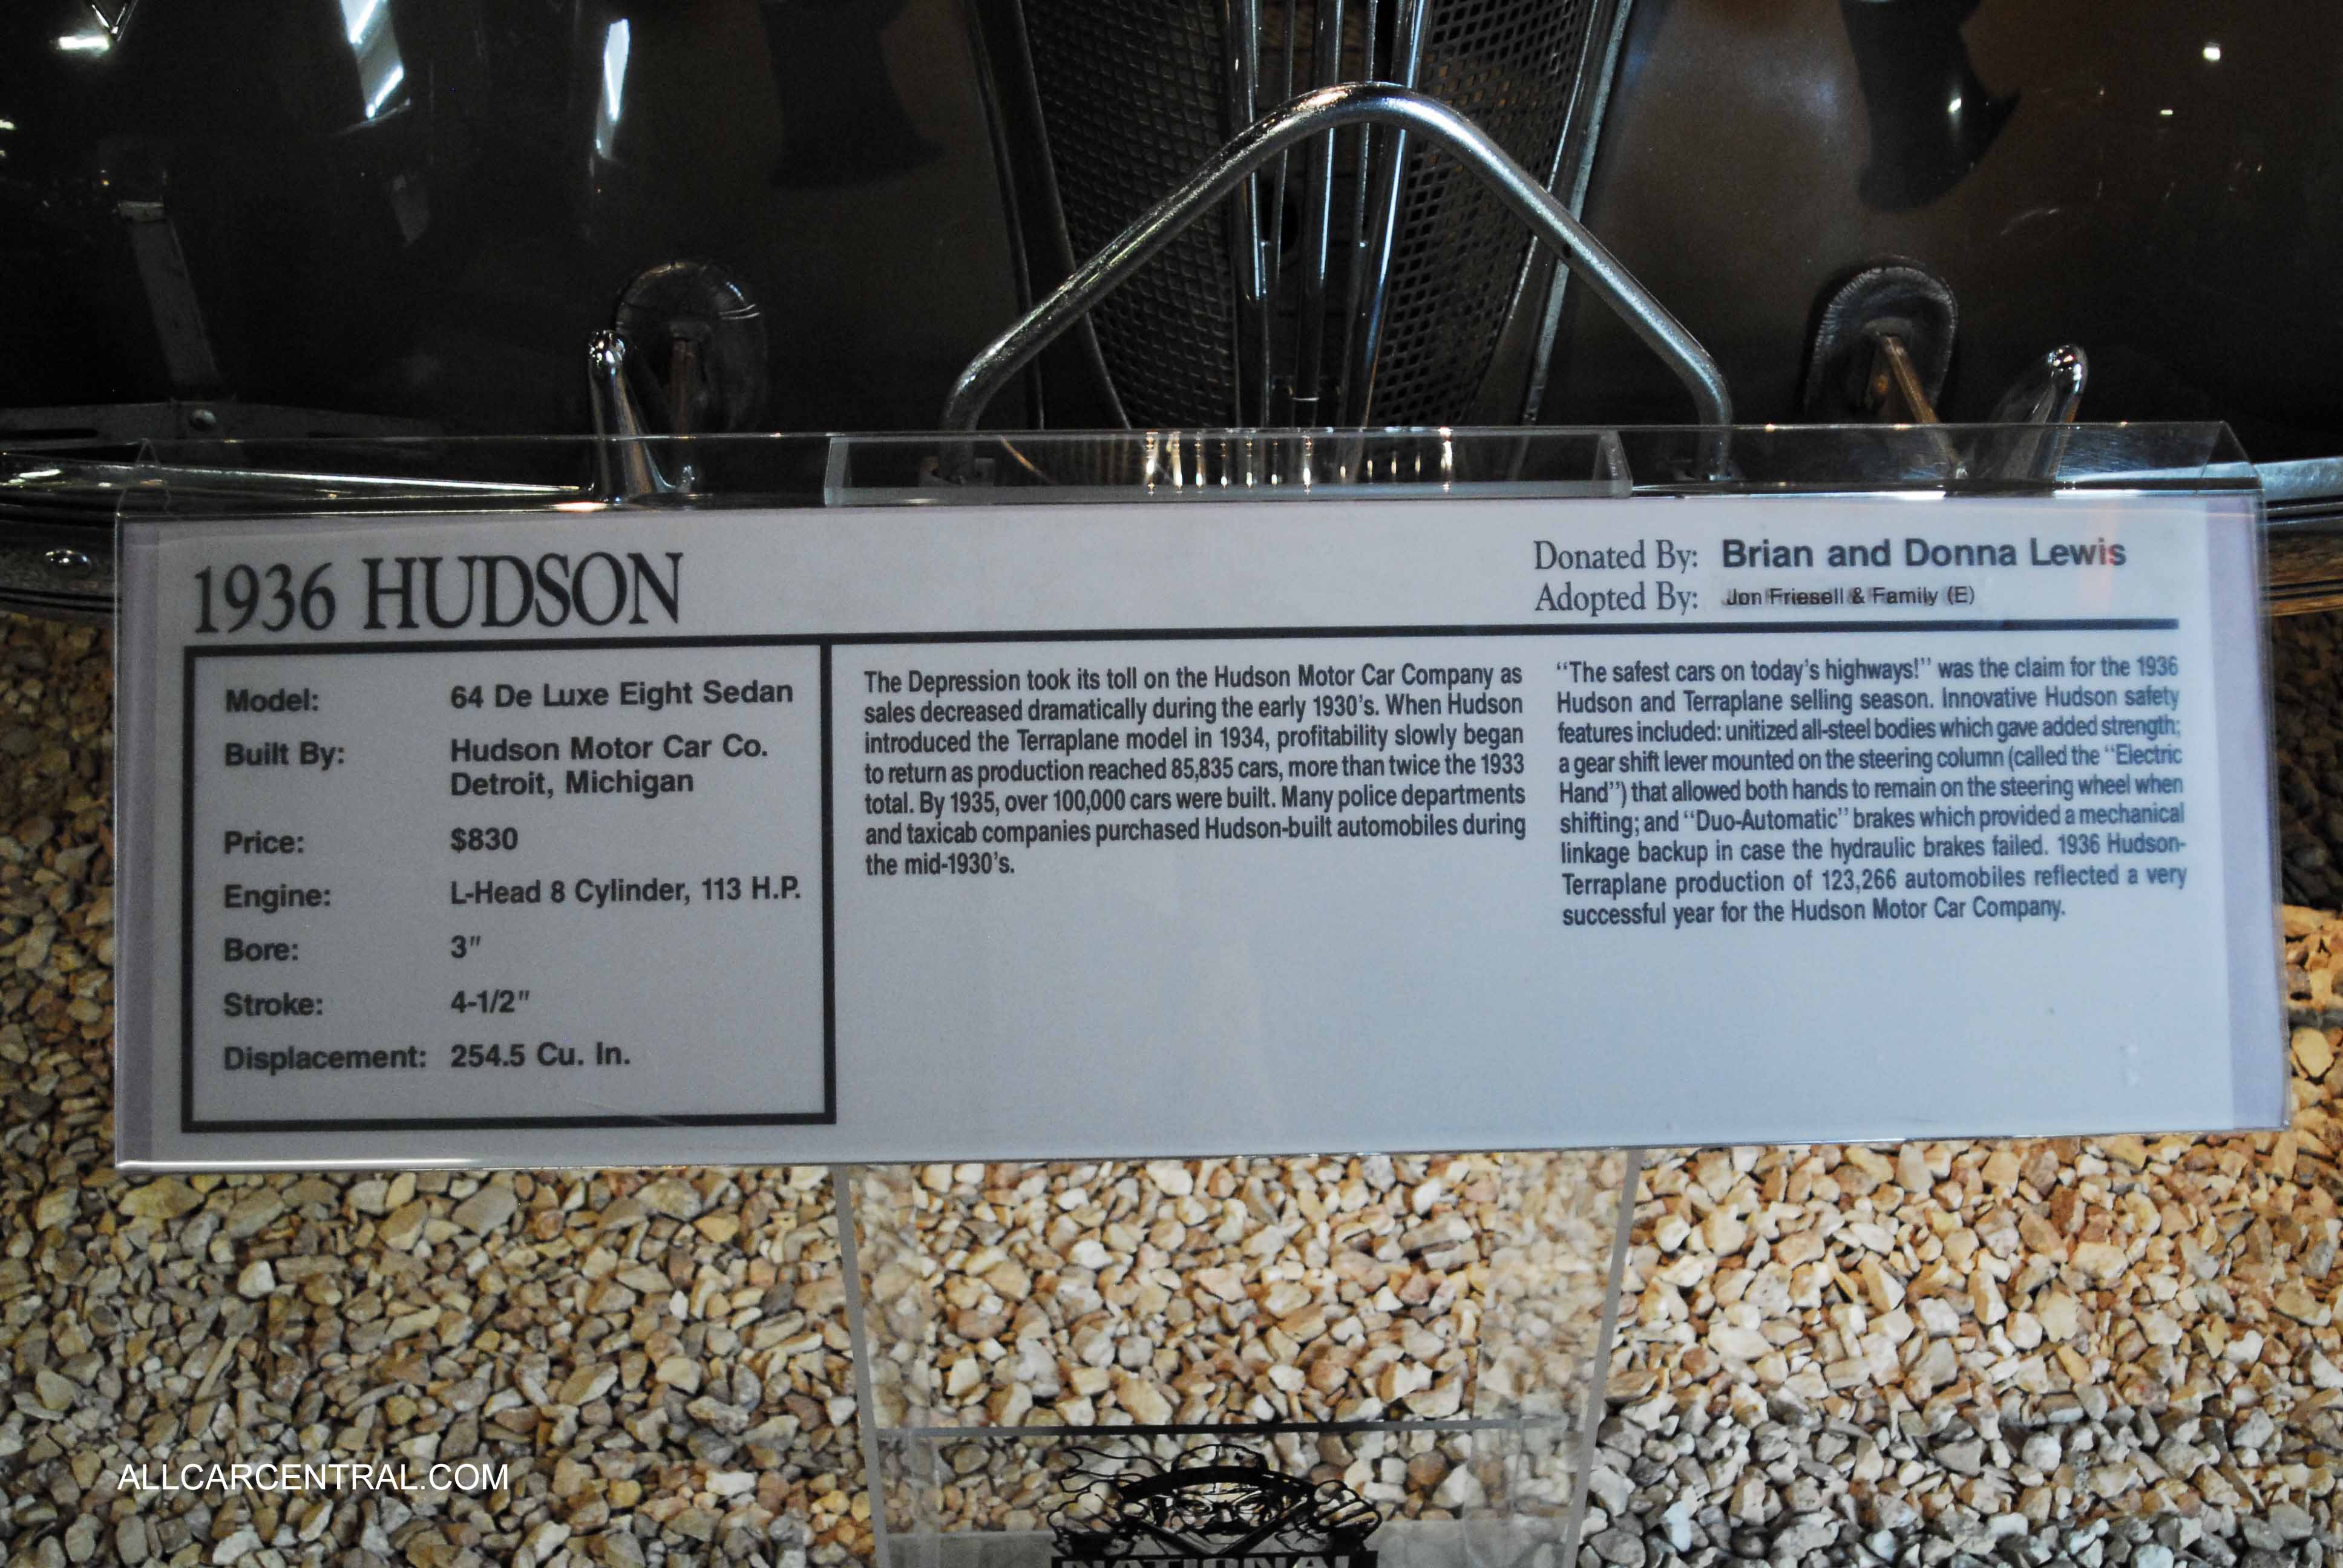 1936 HUDSON
Donated By: Brian and Donna Lewis
Adopted By: Jon Friesell & Family (E)
Model: 64 De Luxe Eight Sedan
Built By: Hudson Motor Car Co.
Detroit, Michigan
Price: $830
Engine: L-Head 8 Cylinder, 113 H.P.
Bore: 3"
Stroke: 4-1/2"
Displacement: 254.5 Cu. In.
The Depression took its toll on the Hudson Motor Car Company as
sales decreased dramatically during the early 1930's. When Hudson
introduced the Terraplane model in 1934, profitability slowly began
to return as production reached 85,835 cars, more than twice the 1933
total. By 1935, over 100,000 cars were built. Many police departments
and taxicab companies purchased Hudson-built automobiles during
the mid-1930's.
"The safest cars on today's highways!" was the claim for the 1936
Hudson and Terraplane selling season. Innovative Hudson safety
features included: unitized all-steel bodies which gave added strength;
a gear shift lever mounted on the steering column (called the "Electric
Hand") that allowed both hands to remain on the steering wheel when
shifting; and "Duo-Automatic" brakes which provided a mechanical
linkage backup in case the hydraulic brakes failed. 1936 Hudson-
Terraplane production of 123,266 automobiles reflected a very
successful year for the Hudson Motor Car Company.
ALLCARCENTRAL.COM
NATIONAL